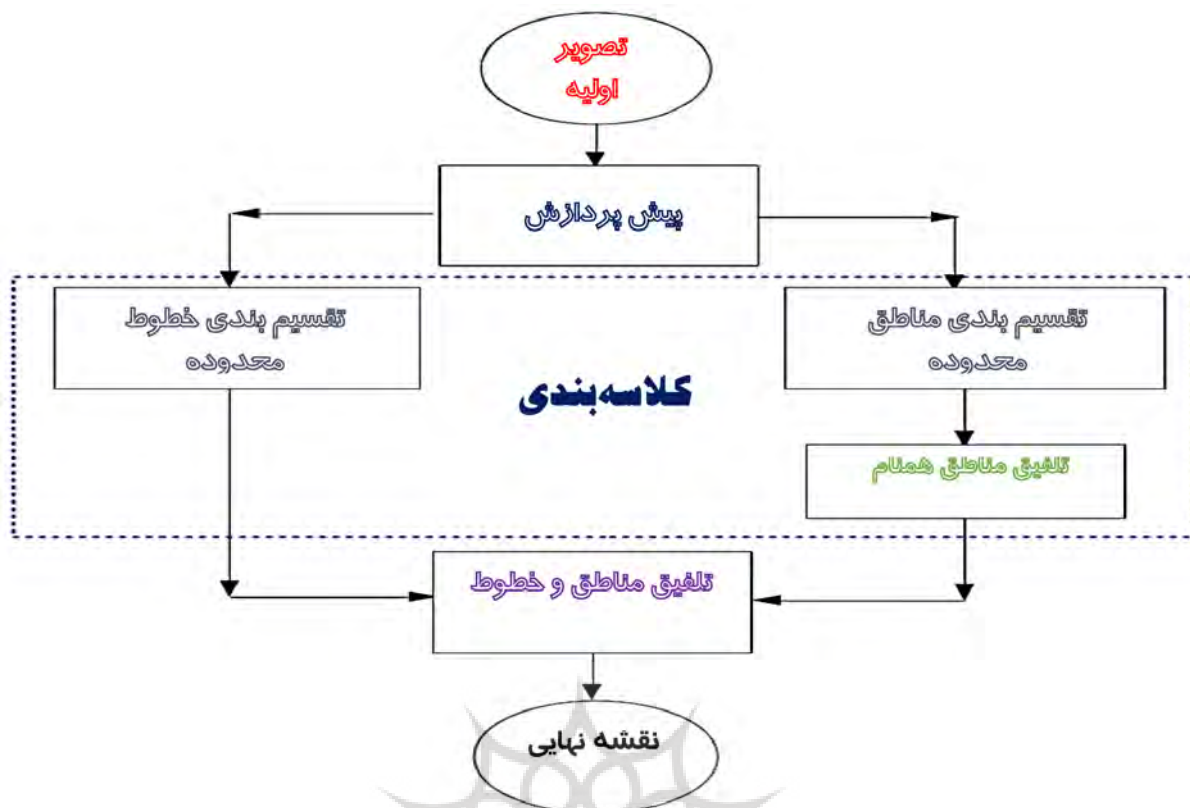 تصویر
اولیه
پیش پردازش
تقسیم بندی مناطق
محدوده
تقسیم بندی خطوط
محدوده
کلاسه‌بندی
تلفیق مناطق همنام
تلفیق مناطق و خطوط
نقشه نهایی